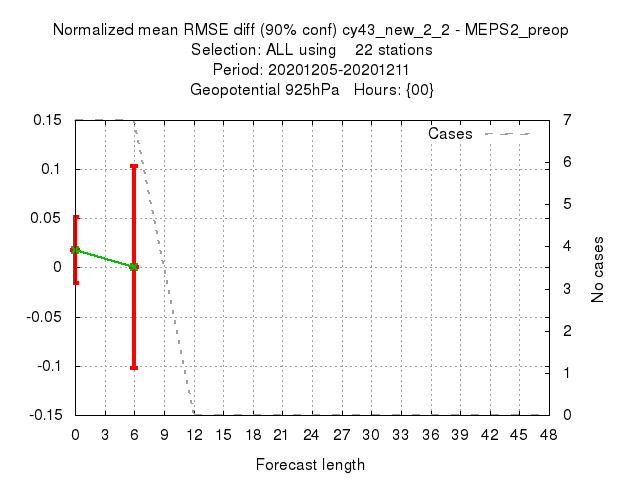 Normalized mean RMSE diff (90% conf) cy43_new_2_2 - MEPS2_preop
Selection: ALL using 22 stations
Period: 20201205-20201211
Geopotential 925hPa Hours: {00}
Cases
0.15
0.1
0.05
0
-0.05
-0.1
-0.15
7
6
5
4
3
2
1
0
No cases
0 3 6 9 12 15 18 21 24 27 30 33 36 39 42 45 48
Forecast length